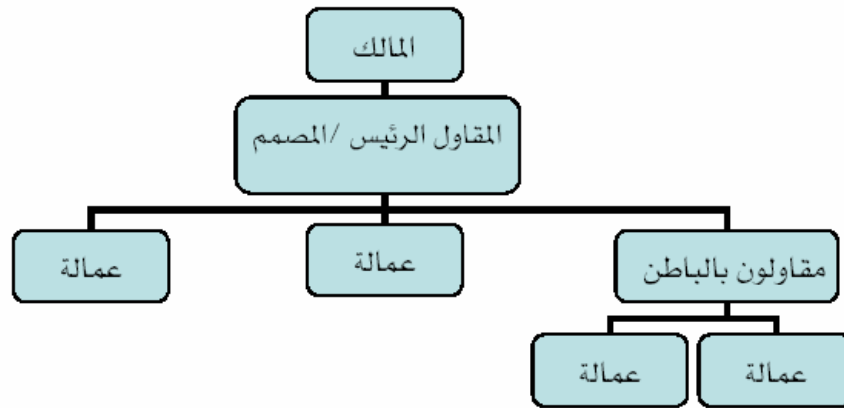 المالك
المقاول الرئيس /المصمم
مقاولون بالباطن
عمالة
عمالة
عمالة
عمالة